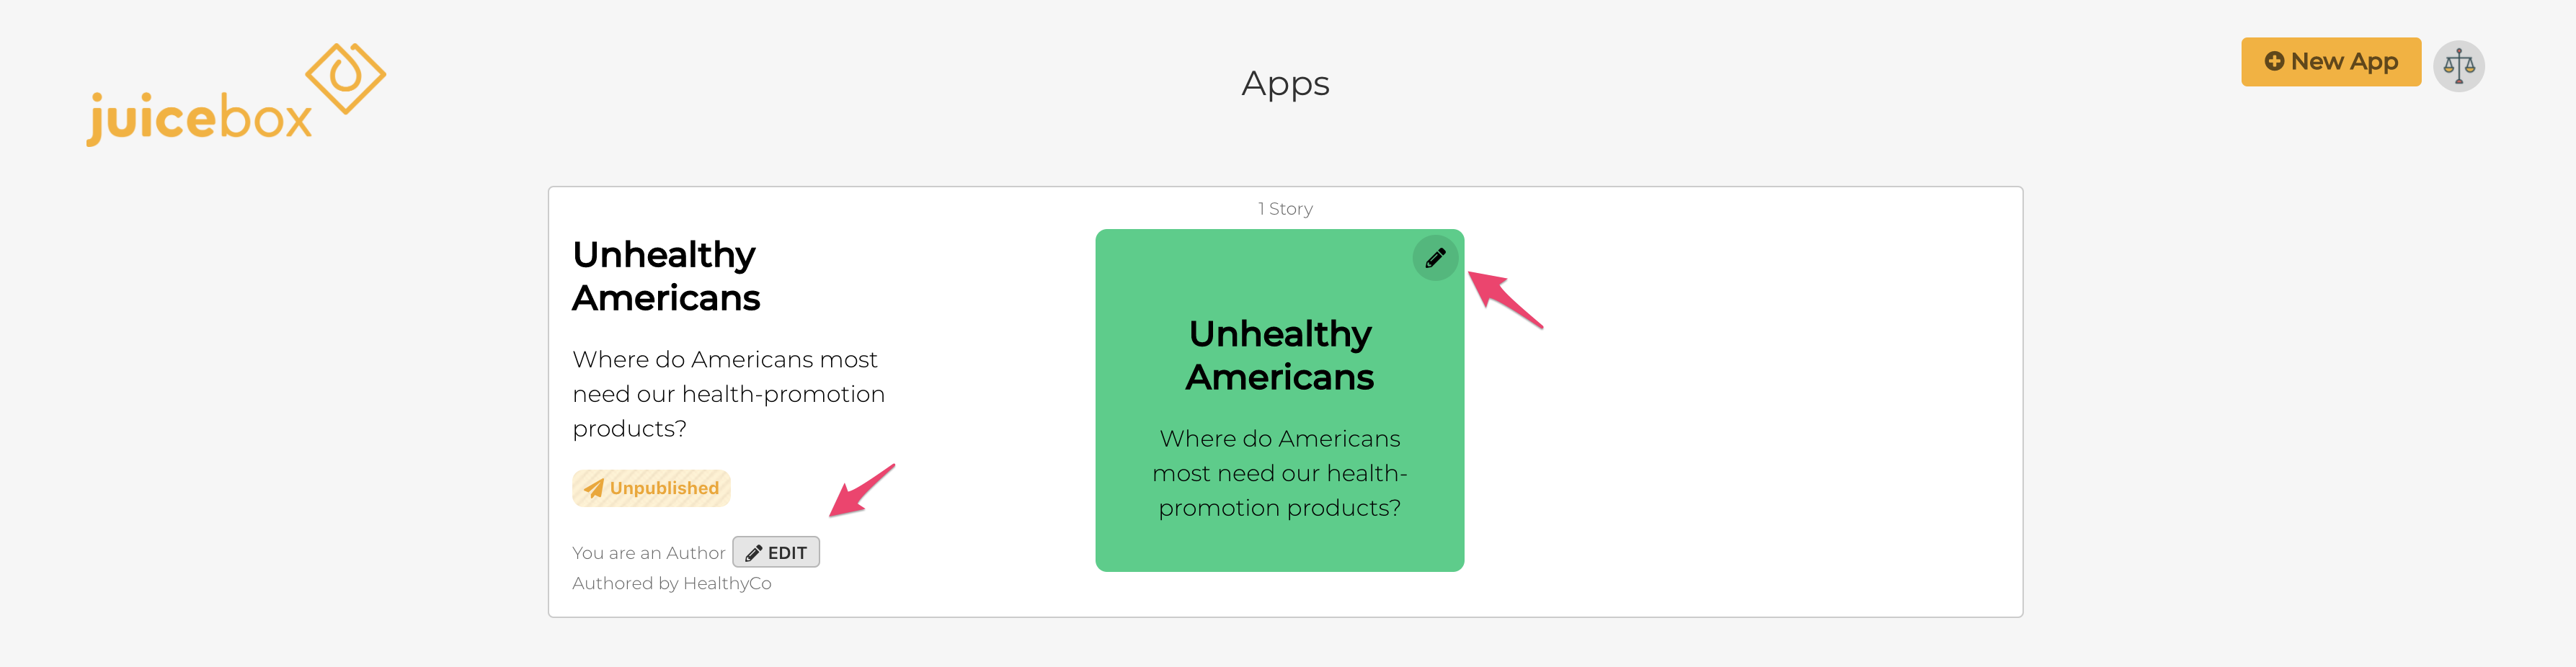 juicebox
Apps
New App
1 Story
Unhealthy
Americans
Where do Americans most
need our health-promotion
products?
Unpublished
You are an Author EDIT
Authored by HealthyCo
Unhealthy
Americans
Where do Americans
most need our health-
promotion products?